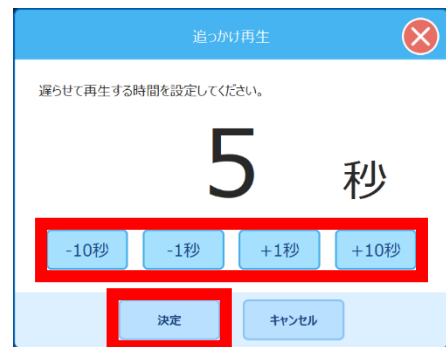 追っかけ再生
遅らせて再生する時間を設定してください。
5 秒
-10秒 -1秒 +1秒 +10秒
決定 キャンセル